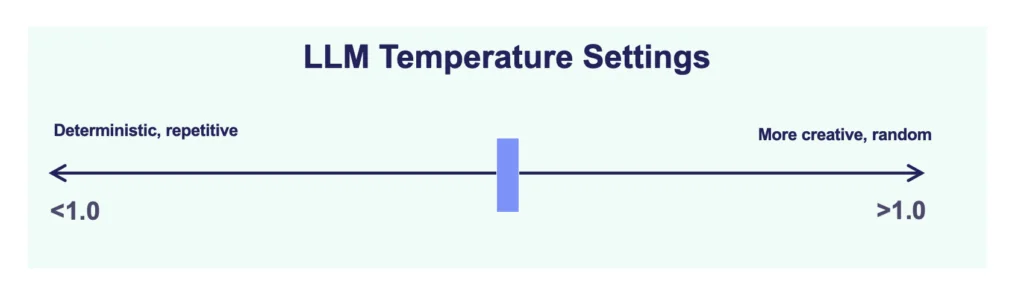 LLM Temperature Settings
Deterministic, repetitive
More creative, random
<1.0
>1.0